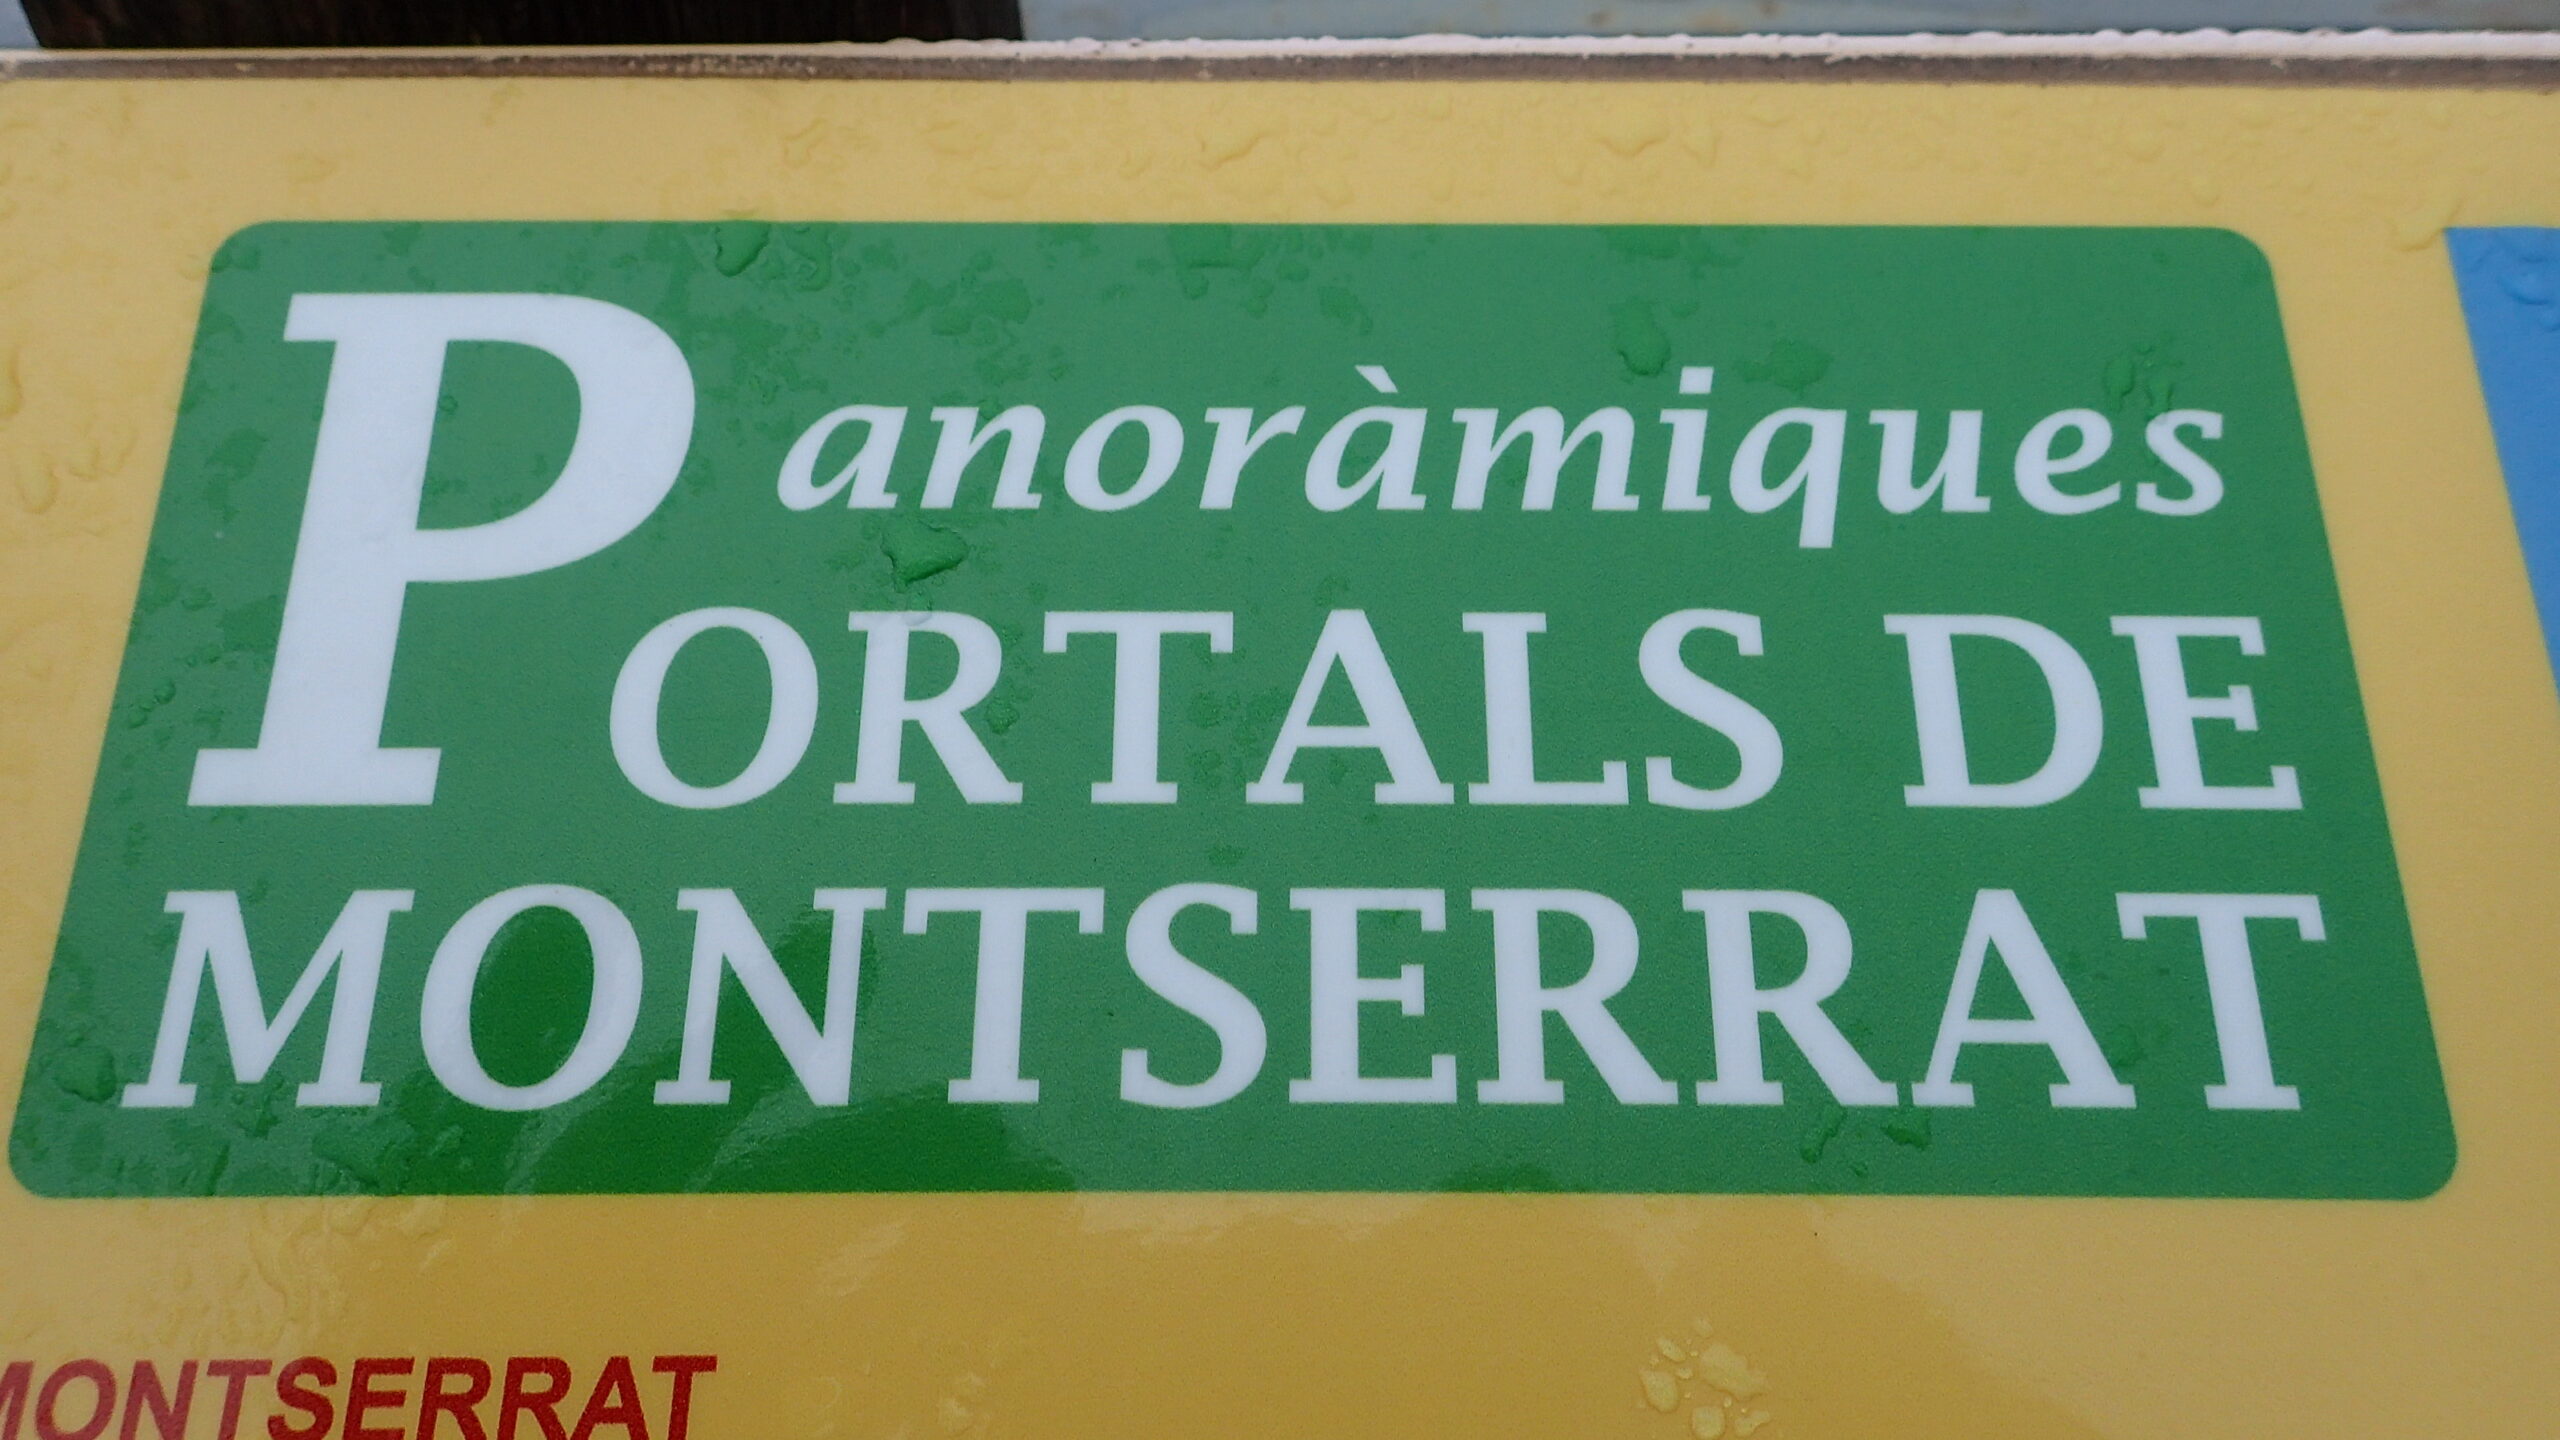 Panoràmiques
PORTALS DE
MONTSERRAT
MONTSERRAT